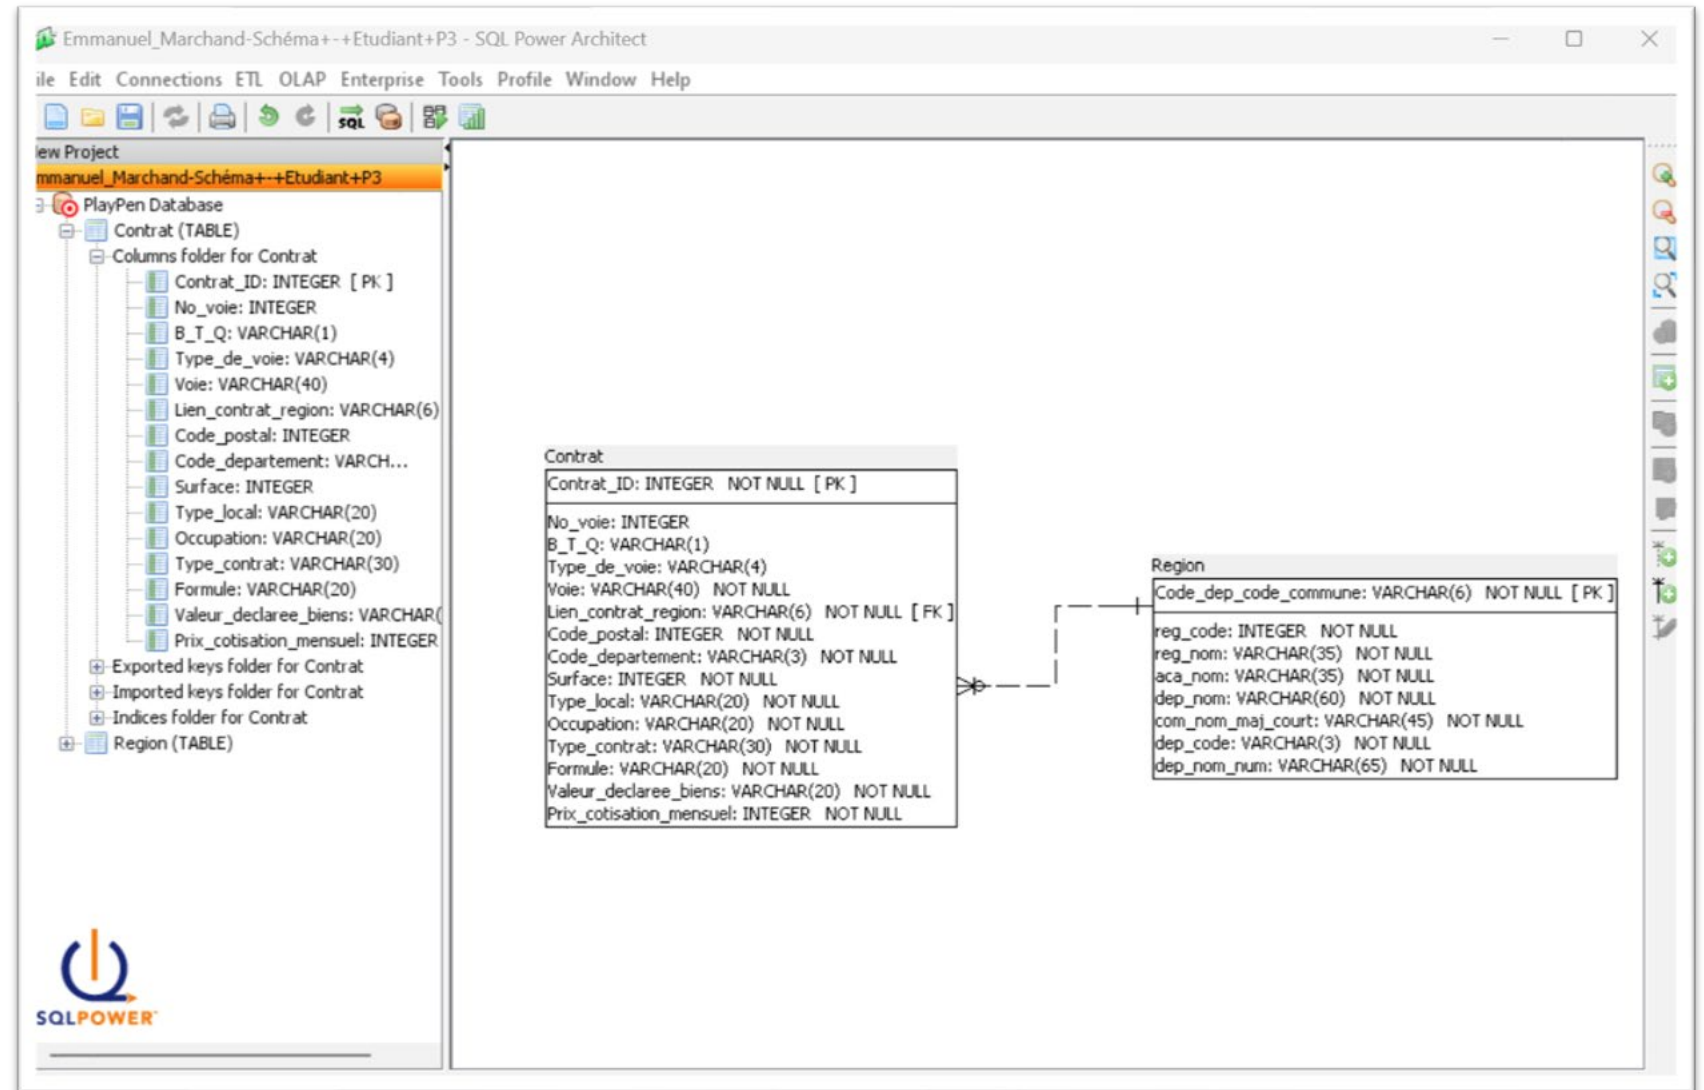 Emmanuel_Marchand-Schéma+-+Etudiant+P3 - SQL Power Architect
ile Edit Connections ETL OLAP Enterprise Tools Profile Window Help
SQL
ew Project
mmanuel_Marchand-Schéma+-+Etudiant+P3
PlayPen Database
Contrat (TABLE)
Columns folder for Contrat
Contrat_ID: INTEGER [ PK ]
No_voie: INTEGER
B_T_Q: VARCHAR(1)
Type_de_voie: VARCHAR(4)
Voie: VARCHAR(40)
Lien_contrat_region: VARCHAR(6)
Code_postal: INTEGER
Code_departement: VARCH...
Surface: INTEGER
Type_local: VARCHAR(20)
Occupation: VARCHAR(20)
Type_contrat: VARCHAR(30)
Formule: VARCHAR(20)
Valeur_declaree_biens: VARCHAR(
Prix_cotisation_mensuel: INTEGER
Exported keys folder for Contrat
Imported keys folder for Contrat
Indices folder for Contrat
Region (TABLE)
SQLPOWER
Contrat
Contrat_ID: INTEGER NOT NULL [ PK ]
No_voie: INTEGER
B_T_Q: VARCHAR(1)
Type_de_voie: VARCHAR(4)
Voie: VARCHAR(40) NOT NULL
Lien_contrat_region: VARCHAR(6) NOT NULL [ FK ]
Code_postal: INTEGER NOT NULL
Code_departement: VARCHAR(3) NOT NULL
Surface: INTEGER NOT NULL
Type_local: VARCHAR(20) NOT NULL
Occupation: VARCHAR(20) NOT NULL
Type_contrat: VARCHAR(30) NOT NULL
Formule: VARCHAR(20) NOT NULL
Valeur_declaree_biens: VARCHAR(20) NOT NULL
Prix_cotisation_mensuel: INTEGER NOT NULL
Region
Code_dep_code_commune: VARCHAR(6) NOT NULL [ PK ]
reg_code: INTEGER NOT NULL
reg_nom: VARCHAR(35) NOT NULL
aca_nom: VARCHAR(35) NOT NULL
dep_nom: VARCHAR(60) NOT NULL
com_nom_maj_court: VARCHAR(45) NOT NULL
dep_code: VARCHAR(3) NOT NULL
dep_nom_num: VARCHAR(65) NOT NULL